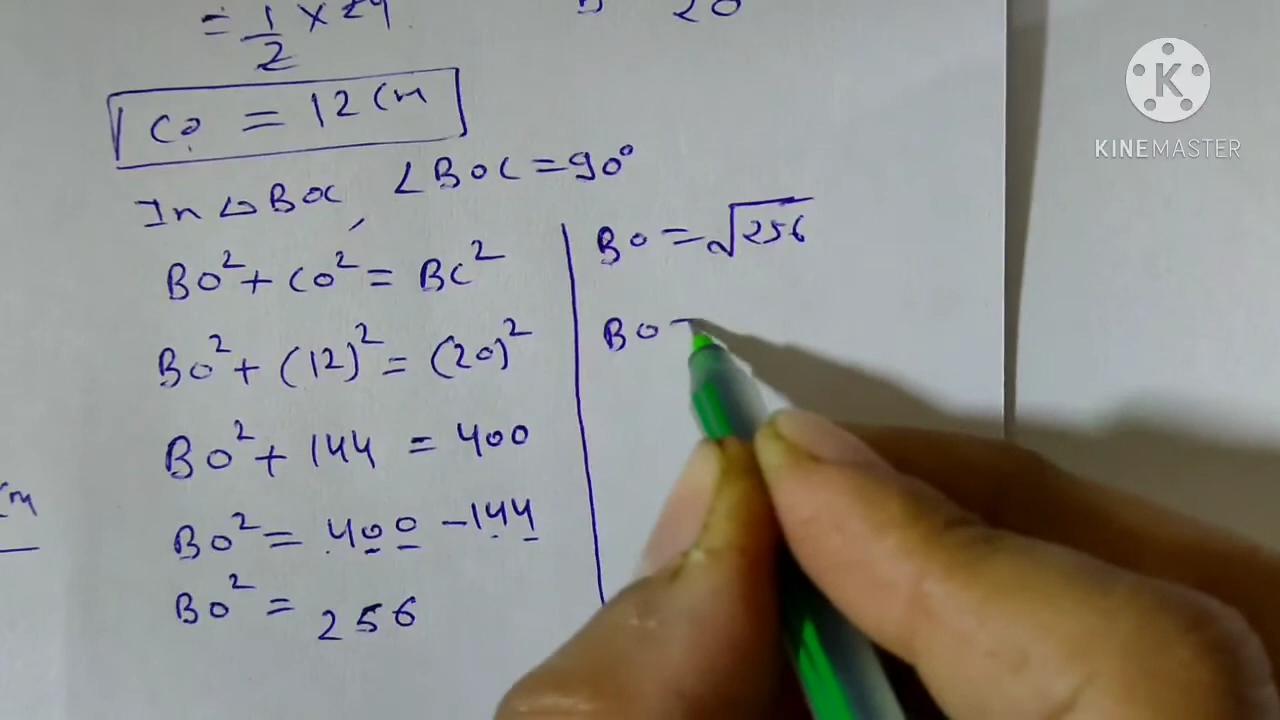 = 1/2 × 24
B 20
CO = 12 Cm
In △BOC, ∠BOC = 90°
BO² + CO² = BC²
BO² + (12)² = (20)²
BO² + 144 = 400
BO² = 400 - 144
BO² = 256
Cm
BO = √256
BO =
K
KINEMASTER